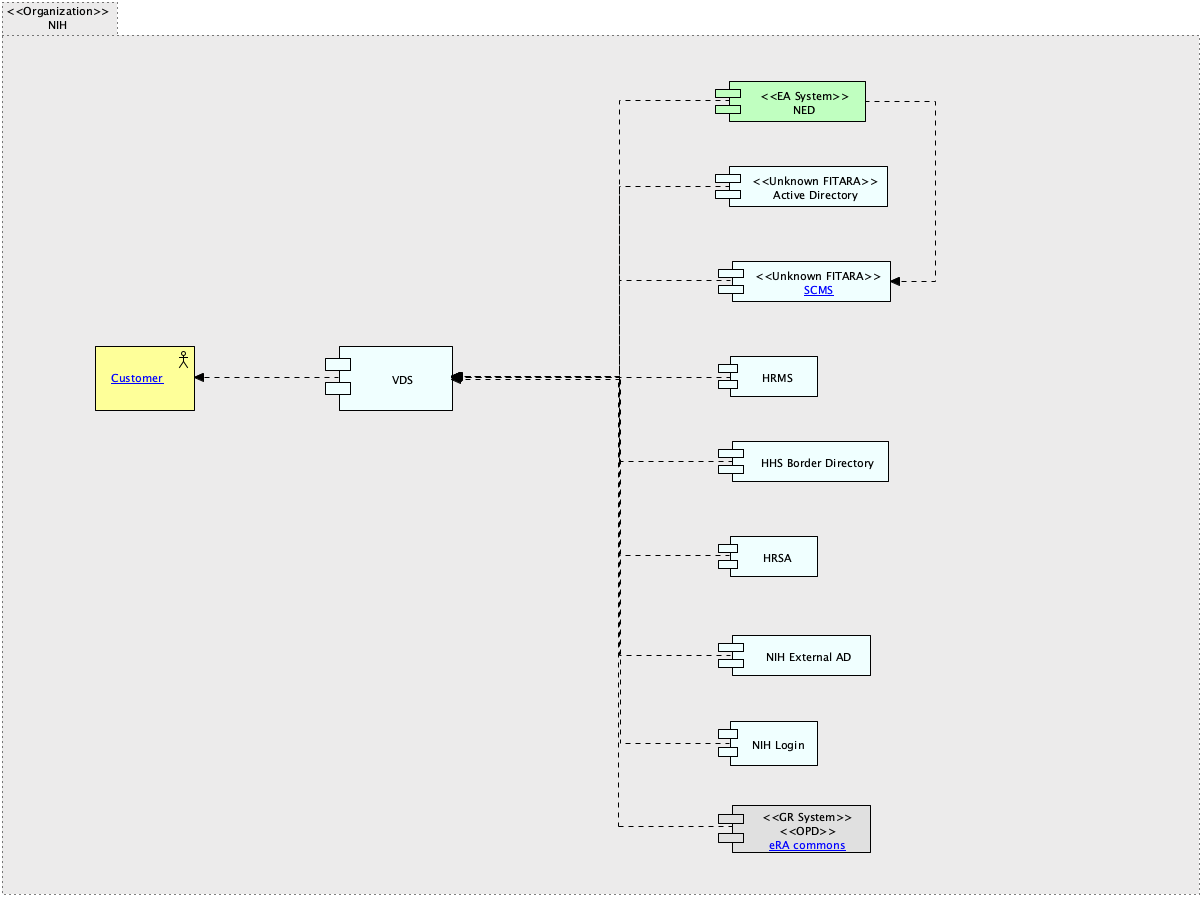 <<Organization>>
NIH
<<EA System>>
NED
<<Unknown FITARA>>
Active Directory
<<Unknown FITARA>>
SCMS
Customer
VDS
HRMS
HHS Border Directory
HRSA
NIH External AD
NIH Login
<<GR System>>
<<OPD>>
eRA commons